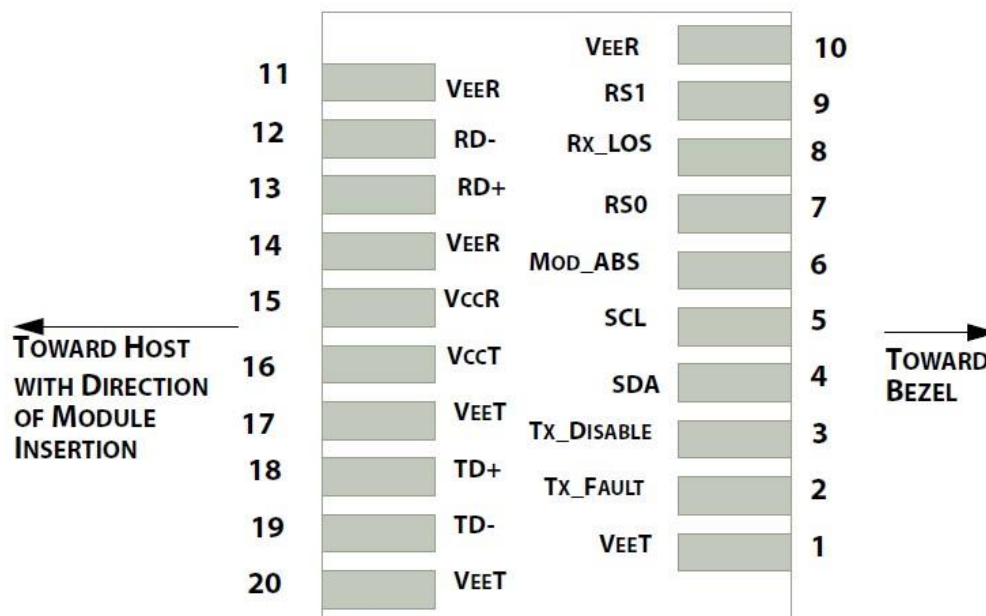 11 VEER
12 RD-
13 RD+
14 VEER
15 VCCR
16 VCCT
17 VEET
18 TD+
19 TD-
20 VEET
TOWARD HOST
WITH DIRECTION
OF MODULE
INSERTION
VEER 10
RS1 9
RX_LOS 8
RS0 7
MOD_ABS 6
SCL 5
SDA 4
TX_DISABLE 3
TX_FAULT 2
VEET 1
TOWARD
BEZEL